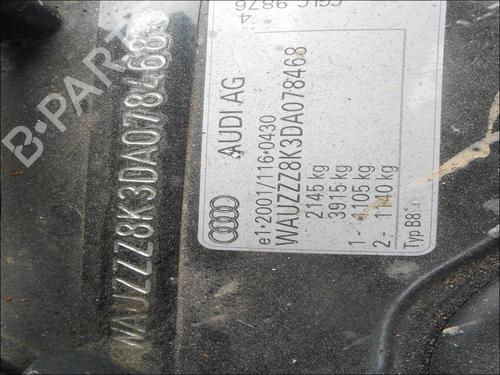 WAUZZZ8K3DA078468
AUDI AG
e1*2001/116*0430
WAUZZZ8K3DA078468
2145 kg
3915 kg
1- 1105 kg
2- 1140 kg
Typ B8
B-Parts